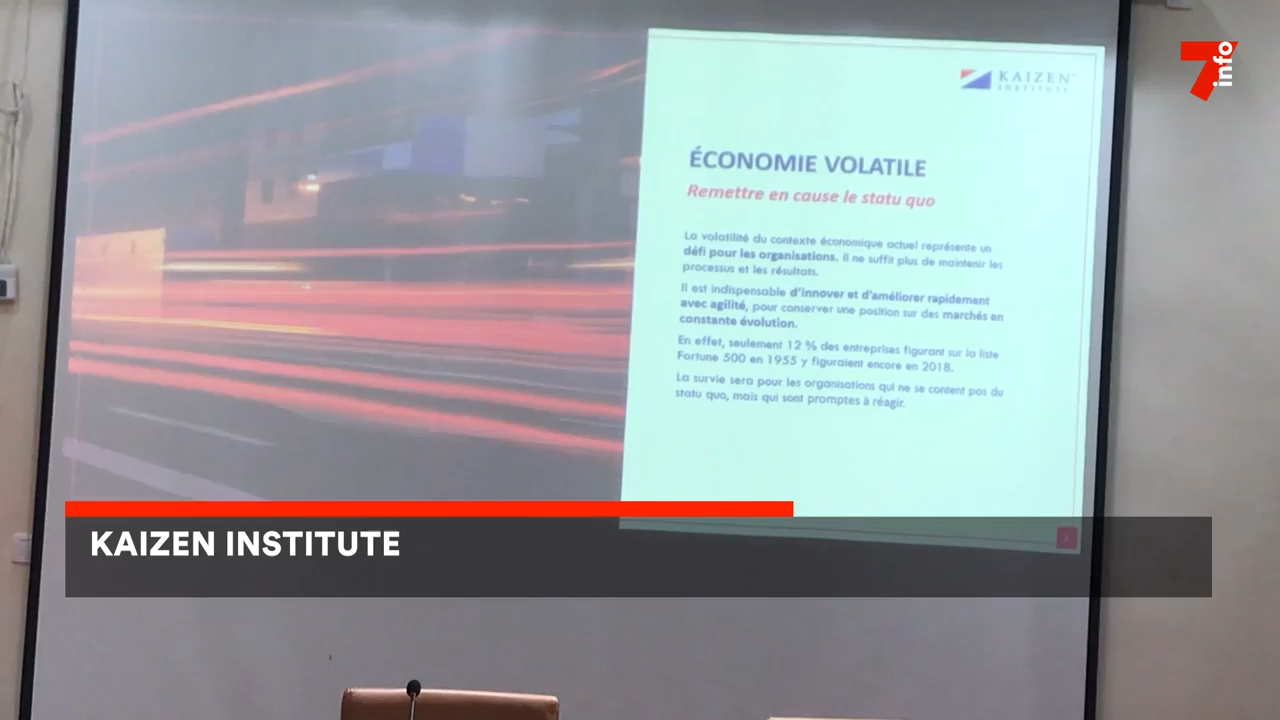 7 info
KAIZEN
INSTITUTE
ÉCONOMIE VOLATILE
Remettre en cause le statu quo
La volatilité du contexte économique actuel représente un
défi pour les organisations. Il ne suffit plus de maintenir les
processus et les résultats.
Il est indispensable d'innover et d'améliorer rapidement
avec agilité, pour conserver une position sur des marchés en
constante évolution.
En effet, seulement 12 % des entreprises figurant sur la liste
Fortune 500 en 1955 y figuraient encore en 2018.
La survie sera pour les organisations qui ne se content pas du
statu quo, mais qui sont promptes à réagir.
KAIZEN INSTITUTE